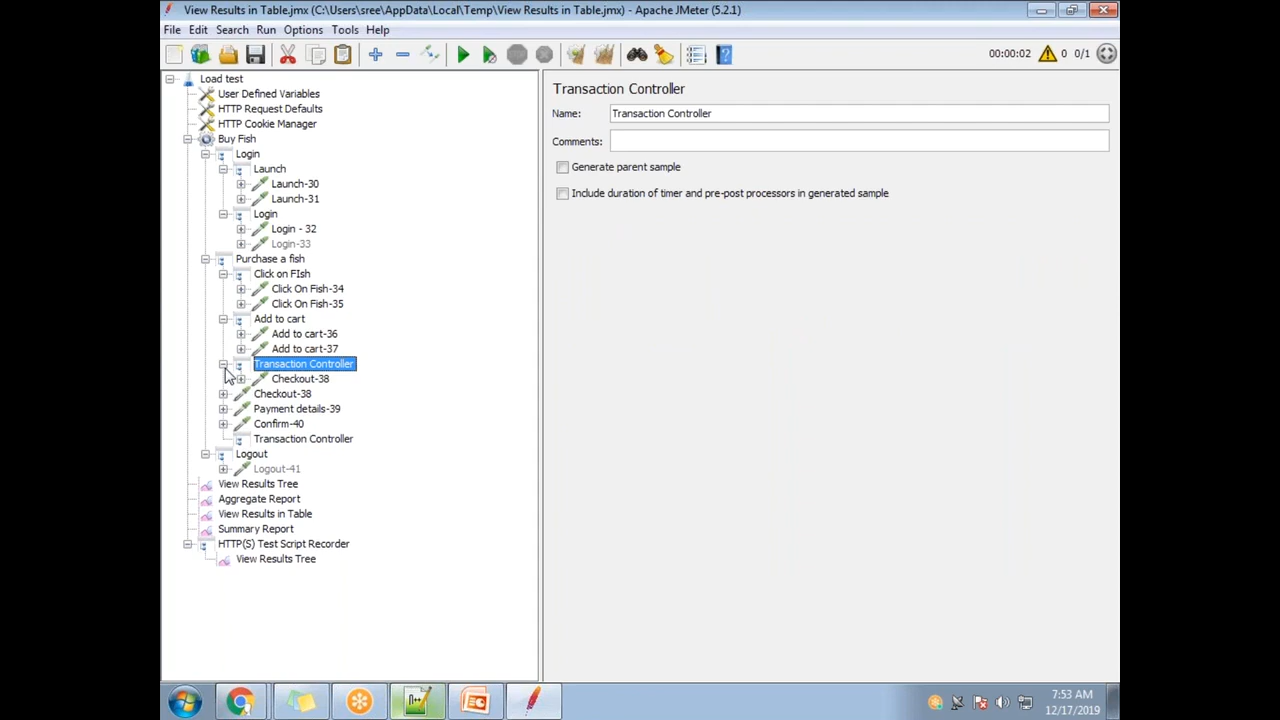 View Results in Table.jmx (C:\Users\sree\AppData\Local\Temp\View Results in Table.jmx) - Apache JMeter (5.2.1)
File Edit Search Run Options Tools Help
00:00:02 0 0/1
Load test
User Defined Variables
HTTP Request Defaults
HTTP Cookie Manager
Buy Fish
Login
Launch
Launch-30
Launch-31
Login
Login - 32
Login-33
Purchase a fish
Click on FIsh
Click On Fish-34
Click On Fish-35
Add to cart
Add to cart-36
Add to cart-37
Transaction Controller
Checkout-38
Checkout-38
Payment details-39
Confirm-40
Transaction Controller
Logout
Logout-41
View Results Tree
Aggregate Report
View Results in Table
Summary Report
HTTP(S) Test Script Recorder
View Results Tree
Transaction Controller
Name: Transaction Controller
Comments:
Generate parent sample
Include duration of timer and pre-post processors in generated sample
7:53 AM
12/17/2019